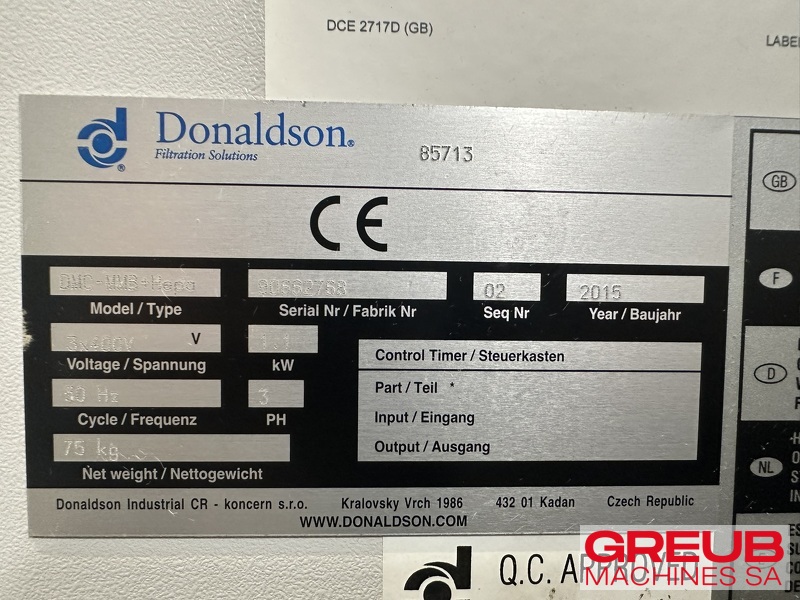 DCE 2717D (GB)
LABEL
Donaldson®
Filtration Solutions
85713
CE
GB
DMC-MMB+Hepa
02
2015
Model / Type
Serial Nr / Fabrik Nr
Seq Nr
Year / Baujahr
F
3x400V V
1.1
Voltage / Spannung
kW
Control Timer / Steuerkasten
D
Part / Teil *
Hz
3
Cycle / Frequenz
PH
Input / Eingang
75 kg
Output / Ausgang
NL
Net weight / Nettogewicht
Donaldson Industrial CR - koncern s.r.o. Kralovsky Vrch 1986 432 01 Kadan Czech Republic
WWW.DONALDSON.COM
Q.C. APPROVED
GREUB
MACHINES SA